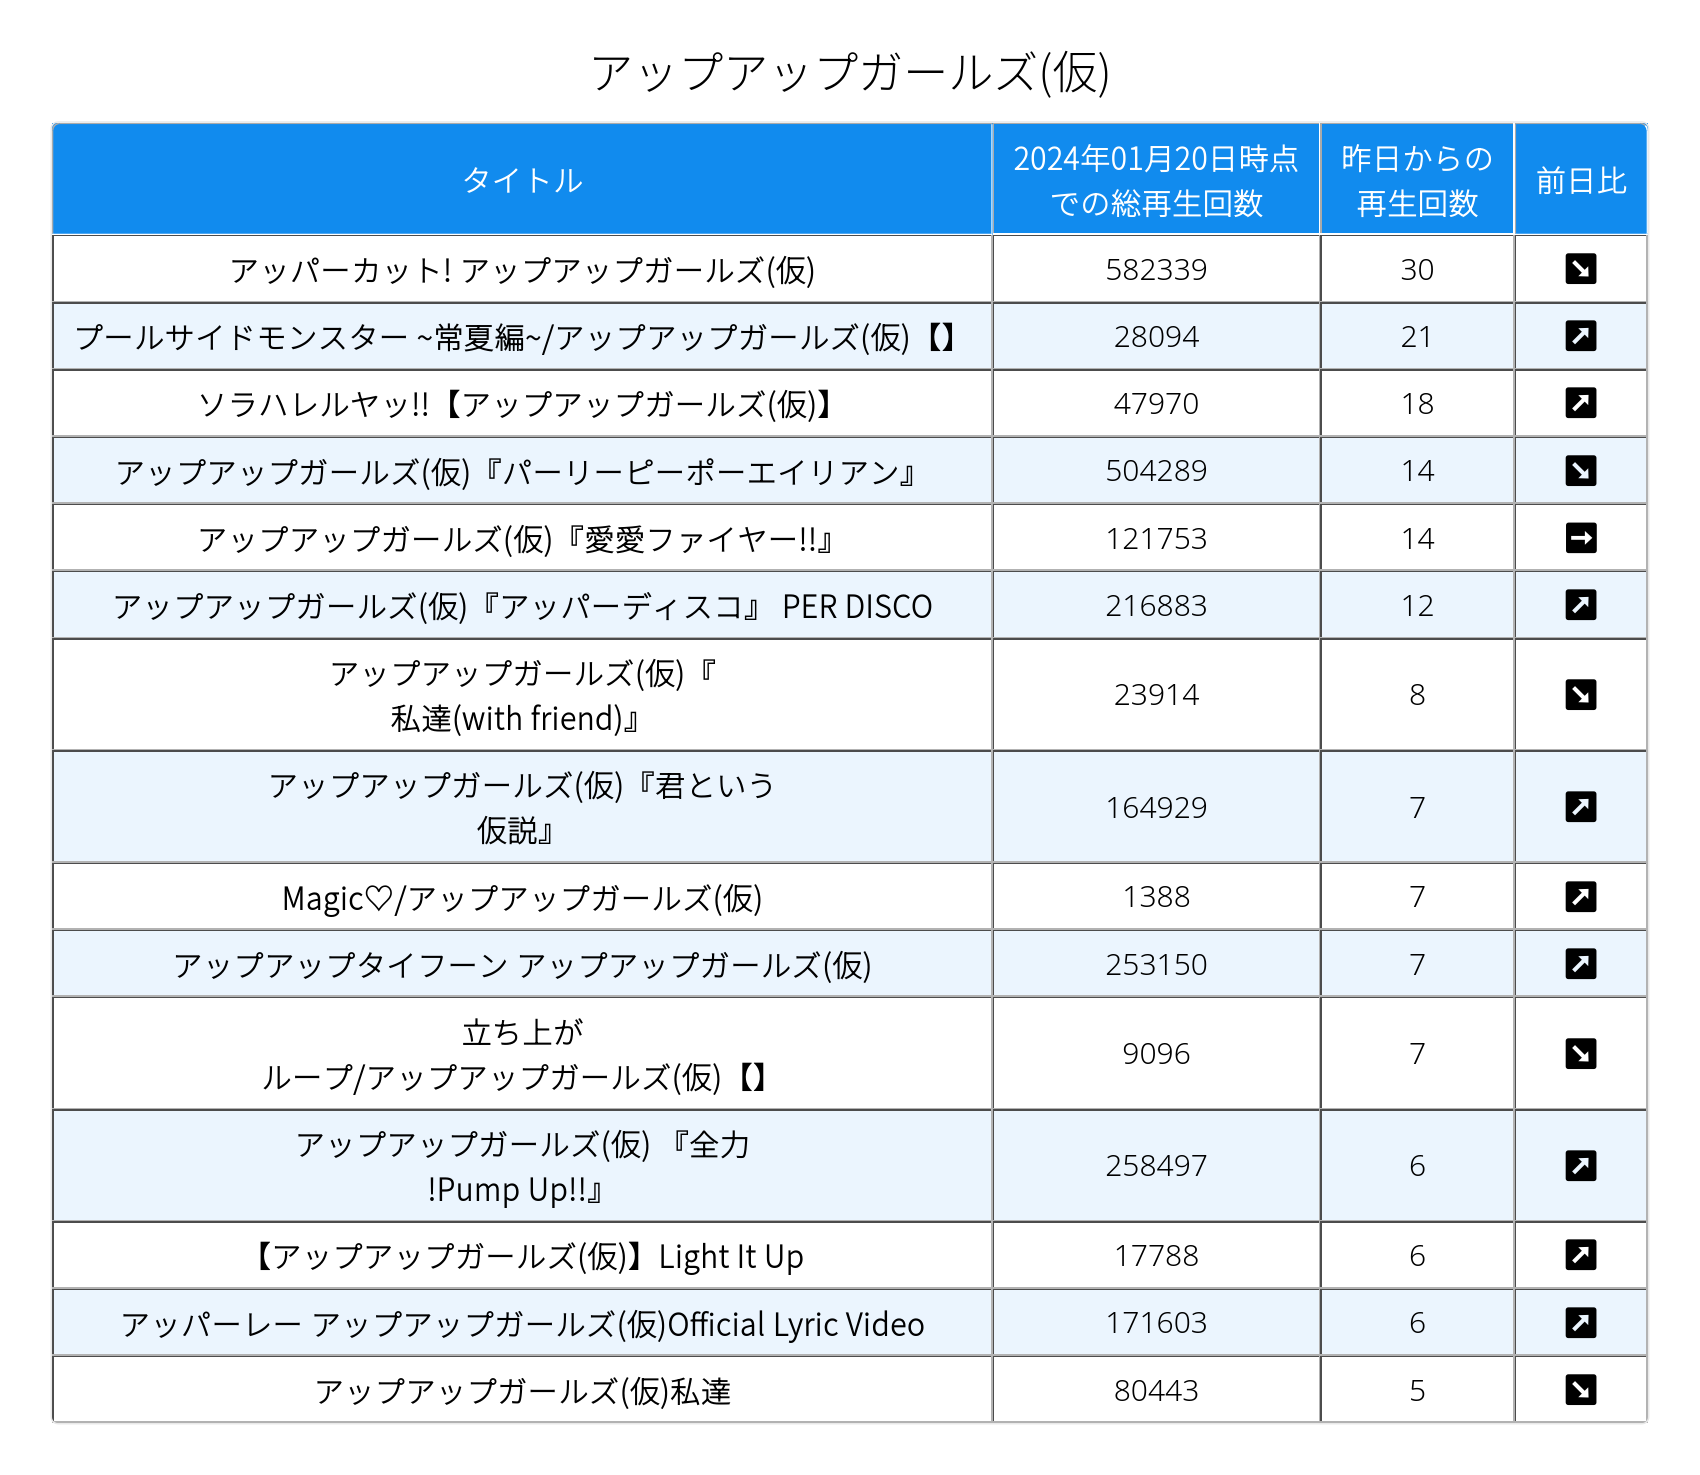 アップアップガールズ(仮)
タイトル 2024年01月20日時点での総再生回数 昨日からの再生回数 前日比
アッパーカット! アップアップガールズ(仮) 582339 30 ↘
プールサイドモンスター ~常夏編~/アップアップガールズ(仮)【】 28094 21 ↗
ソラハレルヤッ!!【アップアップガールズ(仮)】 47970 18 ↗
アップアップガールズ(仮)『パーリーピーポーエイリアン』 504289 14 ↘
アップアップガールズ(仮)『愛愛ファイヤー!!』 121753 14 →
アップアップガールズ(仮)『アッパーディスコ』 PER DISCO 216883 12 ↗
アップアップガールズ(仮)『
私達(with friend)』 23914 8 ↘
アップアップガールズ(仮)『君という
仮説』 164929 7 ↗
Magic♡/アップアップガールズ(仮) 1388 7 ↗
アップアップタイフーン アップアップガールズ(仮) 253150 7 ↗
立ち上が
ループ/アップアップガールズ(仮)【】 9096 7 ↘
アップアップガールズ(仮) 『全力
!Pump Up!!』 258497 6 ↗
【アップアップガールズ(仮)】Light It Up 17788 6 ↗
アッパーレー アップアップガールズ(仮)Official Lyric Video 171603 6 ↗
アップアップガールズ(仮)私達 80443 5 ↘